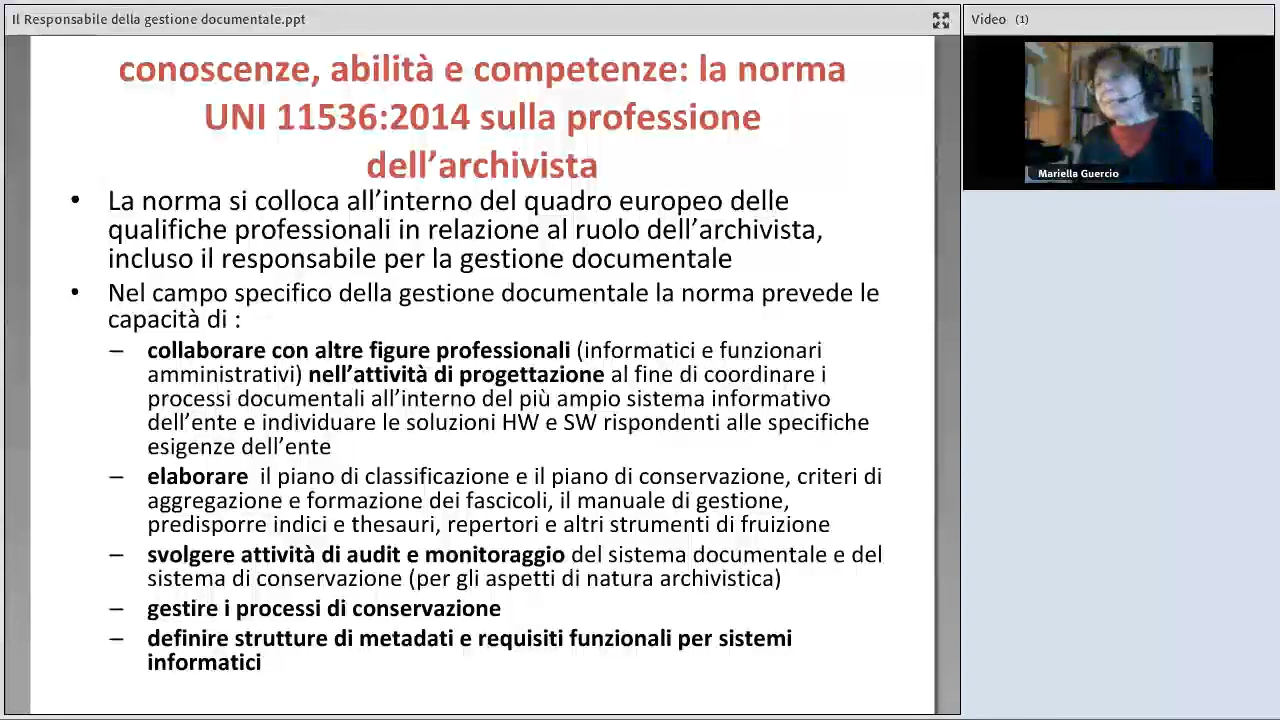 Il Responsabile della gestione documentale.ppt
Video (1)
conoscenze, abilità e competenze: la norma
UNI 11536:2014 sulla professione
dell’archivista
• La norma si colloca all’interno del quadro europeo delle
qualifiche professionali in relazione al ruolo dell’archivista,
incluso il responsabile per la gestione documentale
• Nel campo specifico della gestione documentale la norma prevede le
capacità di :
– collaborare con altre figure professionali (informatici e funzionari
amministrativi) nell’attività di progettazione al fine di coordinare i
processi documentali all’interno del più ampio sistema informativo
dell’ente e individuare le soluzioni HW e SW rispondenti alle specifiche
esigenze dell’ente
– elaborare il piano di classificazione e il piano di conservazione, criteri di
aggregazione e formazione dei fascicoli, il manuale di gestione,
predisporre indici e thesauri, repertori e altri strumenti di fruizione
– svolgere attività di audit e monitoraggio del sistema documentale e del
sistema di conservazione (per gli aspetti di natura archivistica)
– gestire i processi di conservazione
– definire strutture di metadati e requisiti funzionali per sistemi
informatici
Mariella Guercio